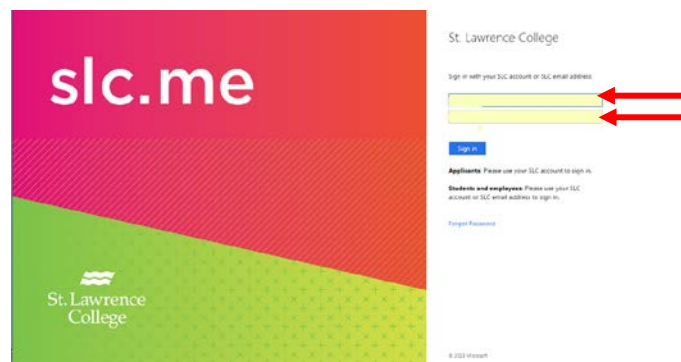 slc.me
St. Lawrence
College
St. Lawrence College
Sign in with your SLC account or SLC email address
Sign in
Applicants: Please use your SLC account to sign in.
Students and employees: Please use your SLC
account or SLC email address to sign in.
Forgot Password
Microsoft